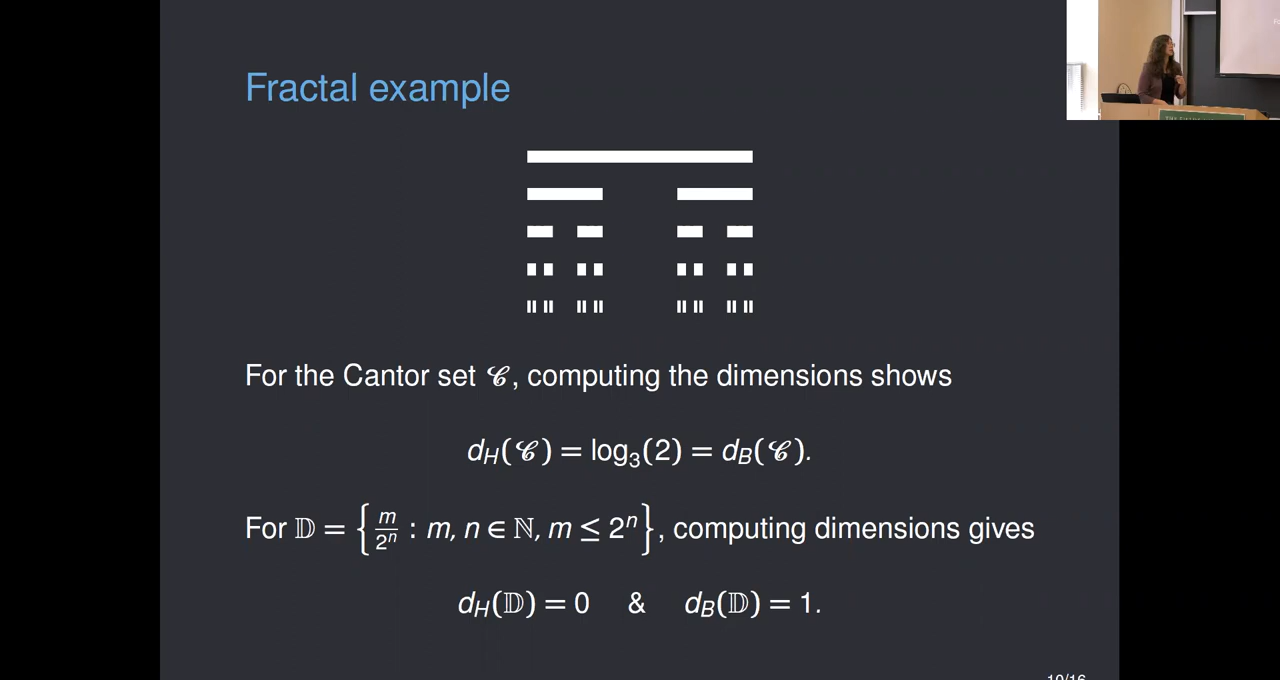 Fractal example
For the Cantor set 𝒞, computing the dimensions shows
d_H(𝒞) = log₃(2) = d_B(𝒞).
For 𝔻 = {m/2ⁿ : m, n ∈ ℕ, m ≤ 2ⁿ}, computing dimensions gives
d_H(𝔻) = 0 & d_B(𝔻) = 1.
10/16